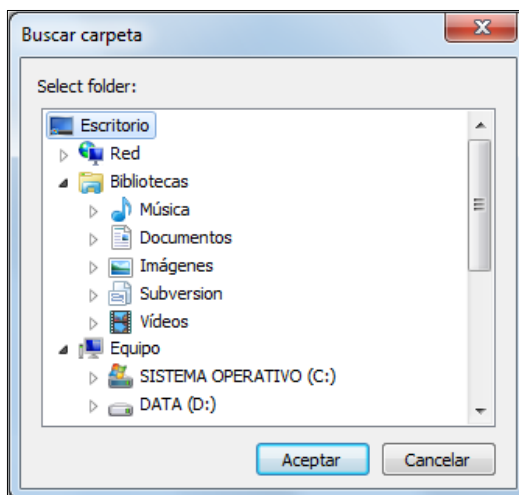 Buscar carpeta
Select folder:
Escritorio
Red
Bibliotecas
Música
Documentos
Imágenes
Subversion
Vídeos
Equipo
SISTEMA OPERATIVO (C:)
DATA (D:)
Aceptar Cancelar